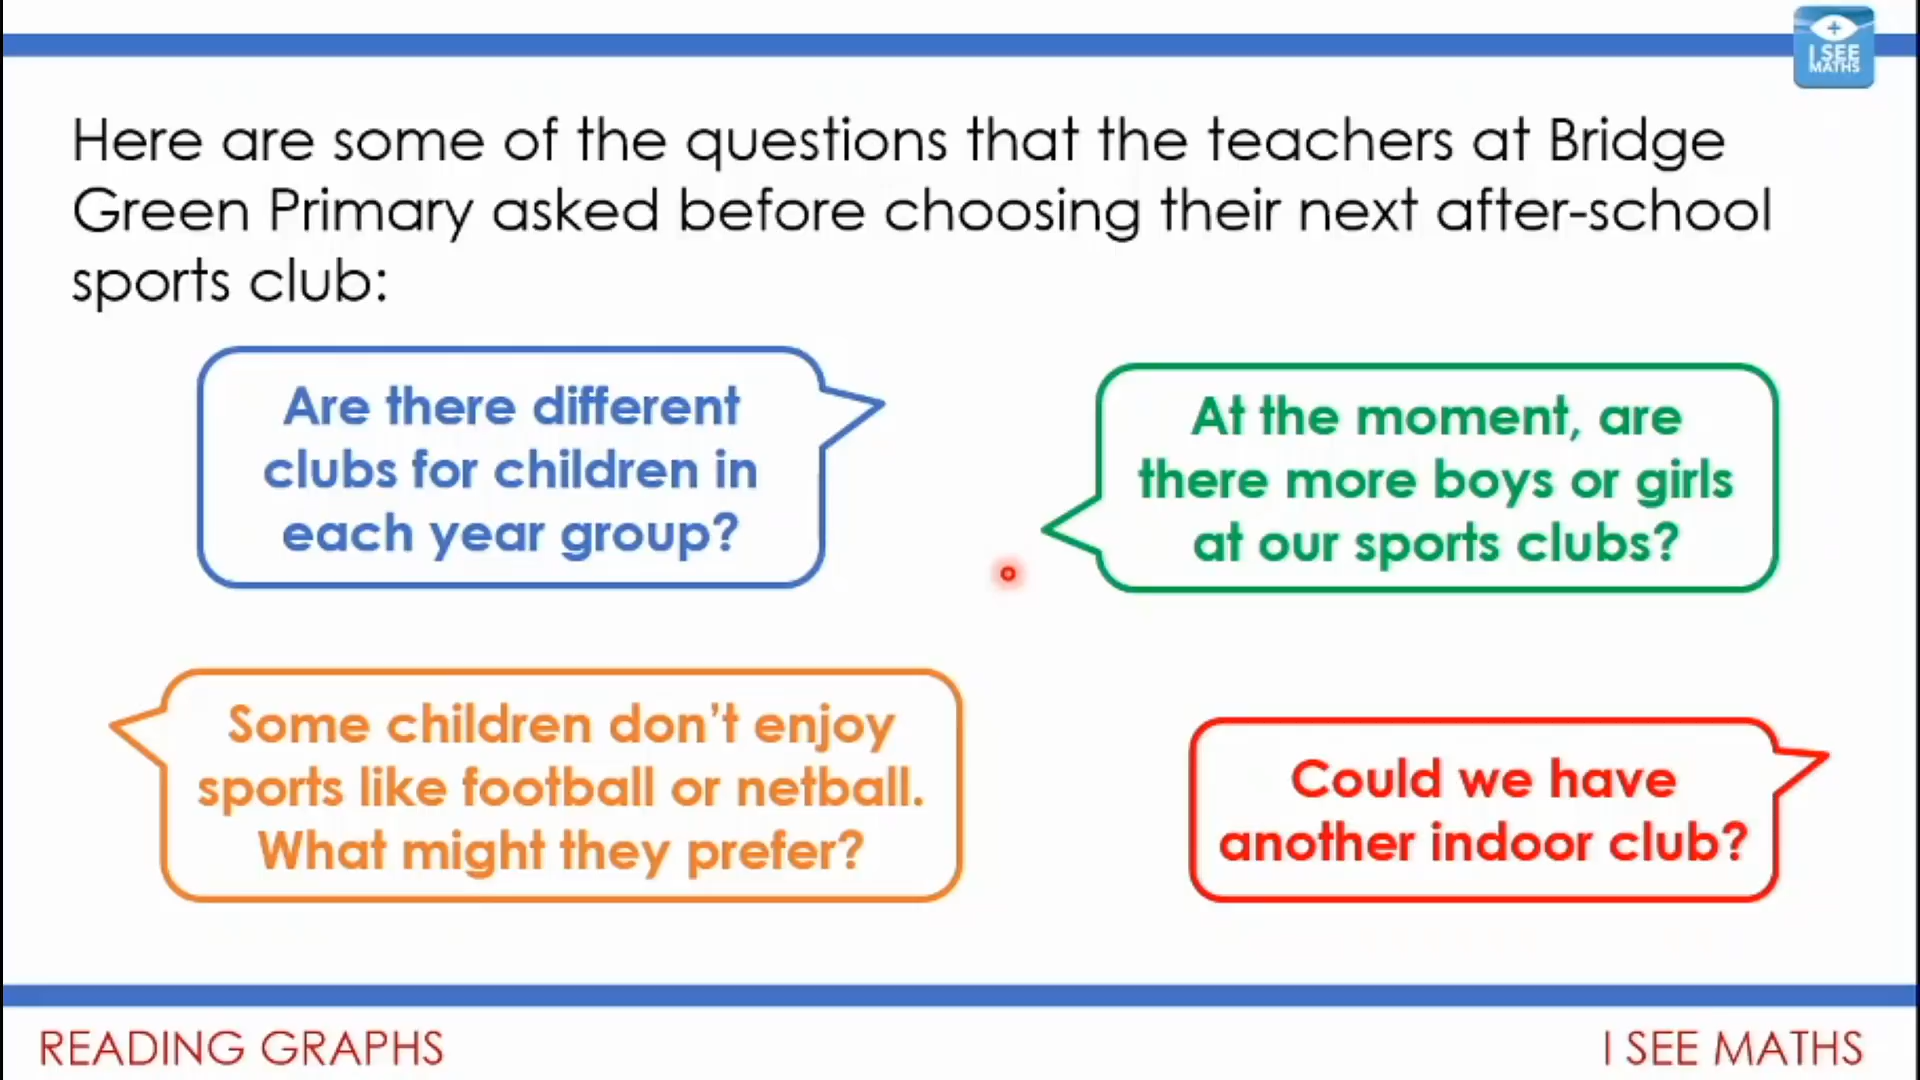 I SEE
MATHS
Here are some of the questions that the teachers at Bridge
Green Primary asked before choosing their next after-school
sports club:
Are there different
clubs for children in
each year group?
At the moment, are
there more boys or girls
at our sports clubs?
Some children don't enjoy
sports like football or netball.
What might they prefer?
Could we have
another indoor club?
READING GRAPHS
I SEE MATHS